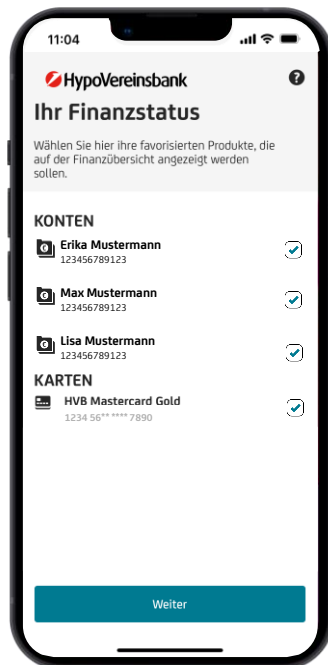 11:04
HypoVereinsbank
?
Ihr Finanzstatus
Wählen Sie hier ihre favorisierten Produkte, die
auf der Finanzübersicht angezeigt werden
sollen.
KONTEN
Erika Mustermann
123456789123
Max Mustermann
123456789123
Lisa Mustermann
123456789123
KARTEN
HVB Mastercard Gold
1234 56** **** 7890
Weiter